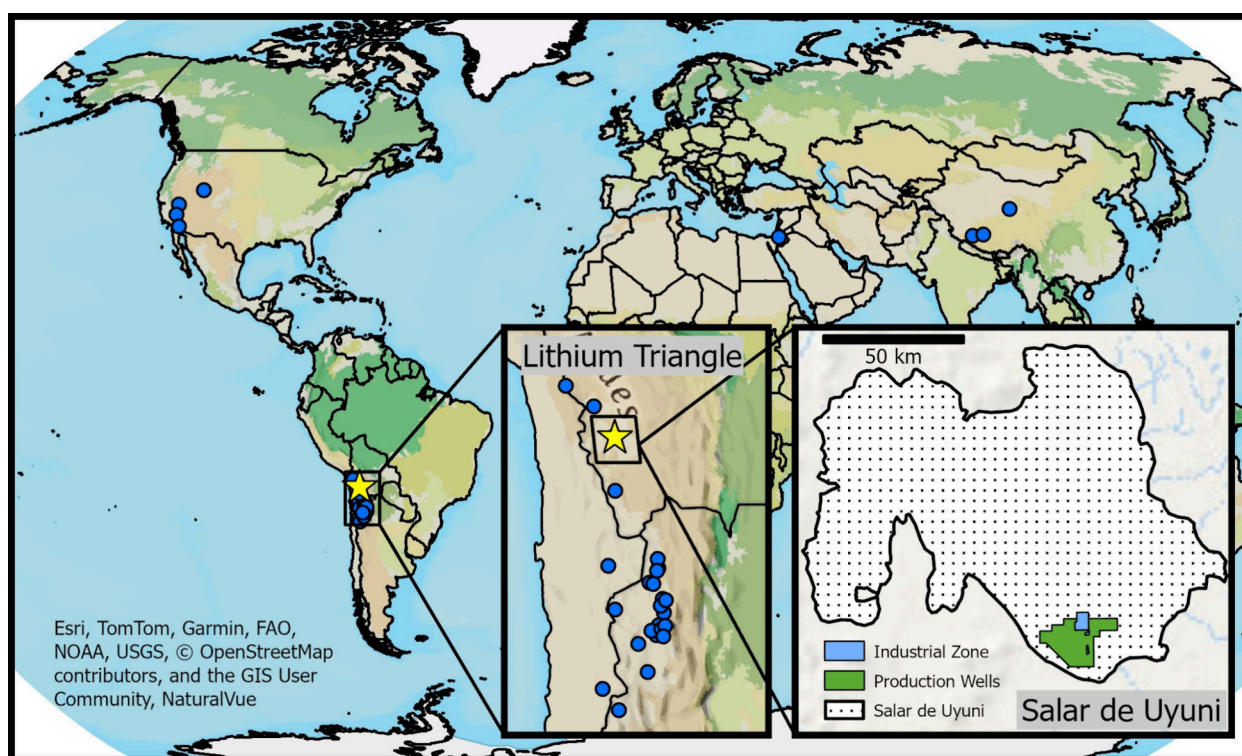 Lithium Triangle
des
50 km
Industrial Zone
Production Wells
Salar de Uyuni
Salar de Uyuni
Esri, TomTom, Garmin, FAO,
NOAA, USGS, © OpenStreetMap
contributors, and the GIS User
Community, NaturalVue